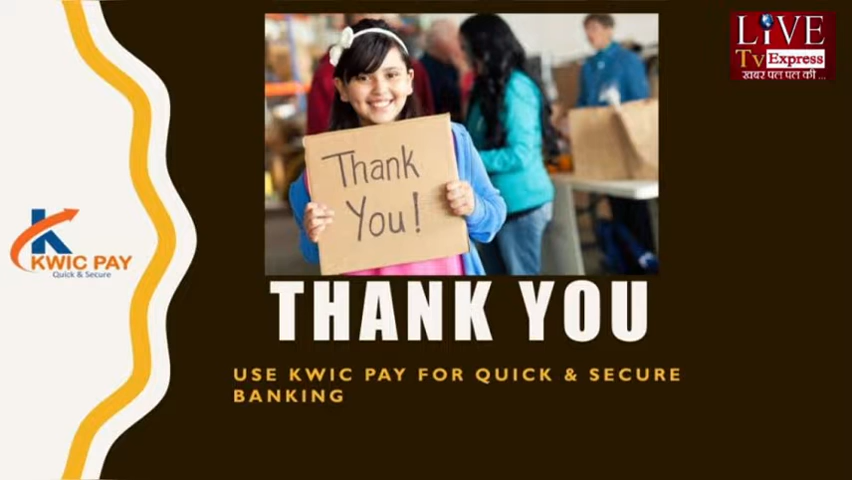 LiVE
Tv Express
खबर पल पल की...
Thank
You!
KWIC PAY
Quick & Secure
THANK YOU
USE KWIC PAY FOR QUICK & SECURE
BANKING